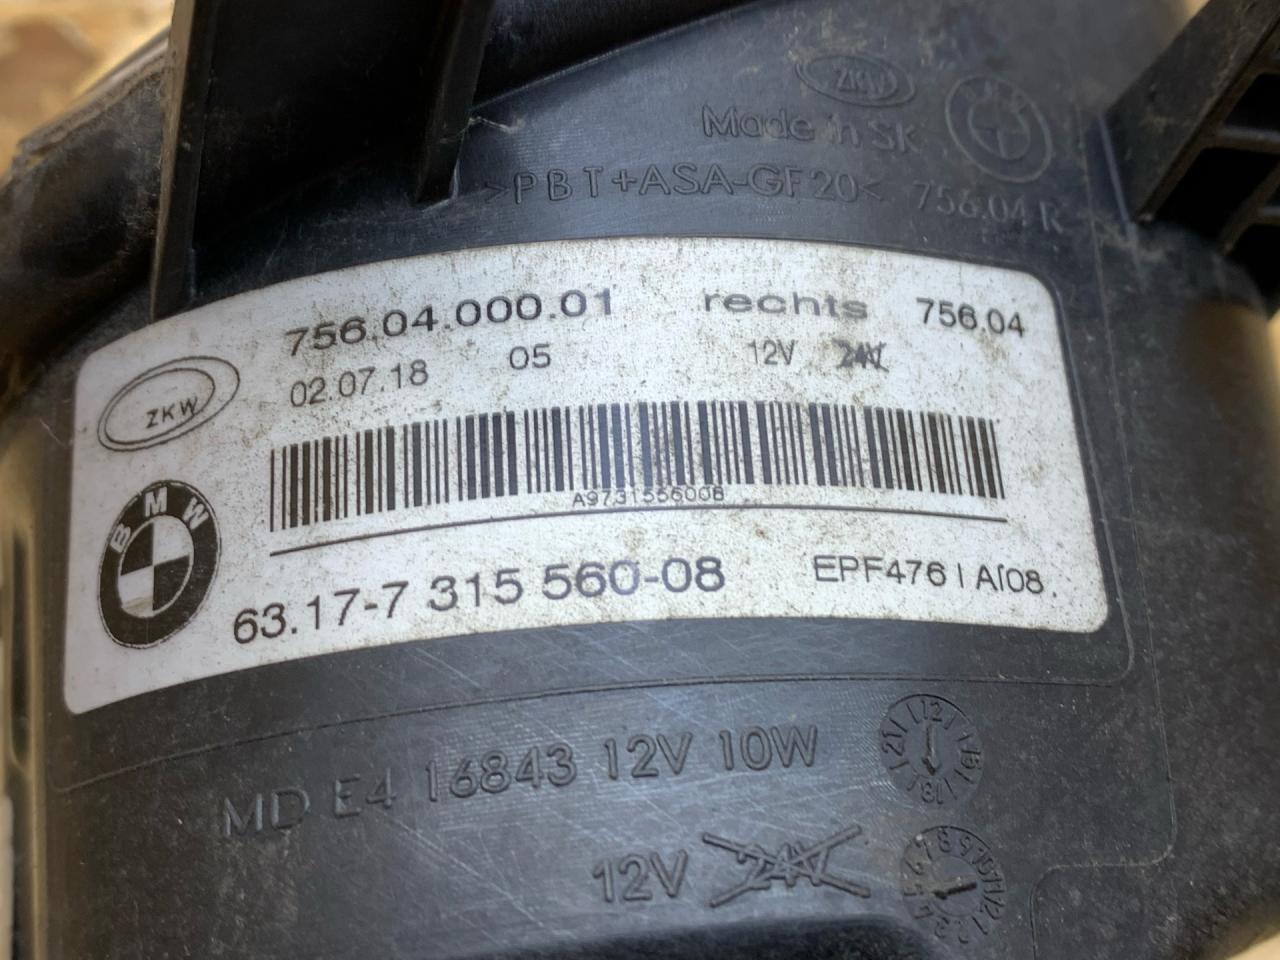 ZKW
Made in SK
>PBT+ASA-GF20< 756.04 R
756.04.000.01 rechts 756.04
02.07.18 05 12V 24V
ZKW
A9731556008
BMW
63.17-7 315 560-08 EPF476 I AI08.
MD E4 16843 12V 10W
12V 24V